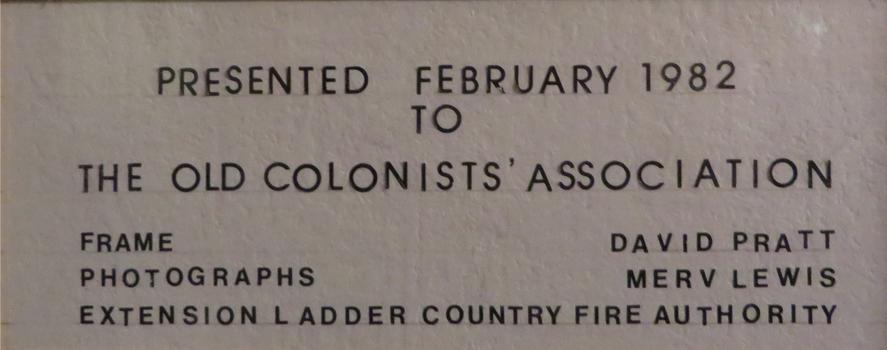 PRESENTED FEBRUARY 1982
TO
THE OLD COLONISTS' ASSOCIATION
FRAME DAVID PRATT
PHOTOGRAPHS MERV LEWIS
EXTENSION LADDER COUNTRY FIRE AUTHORITY